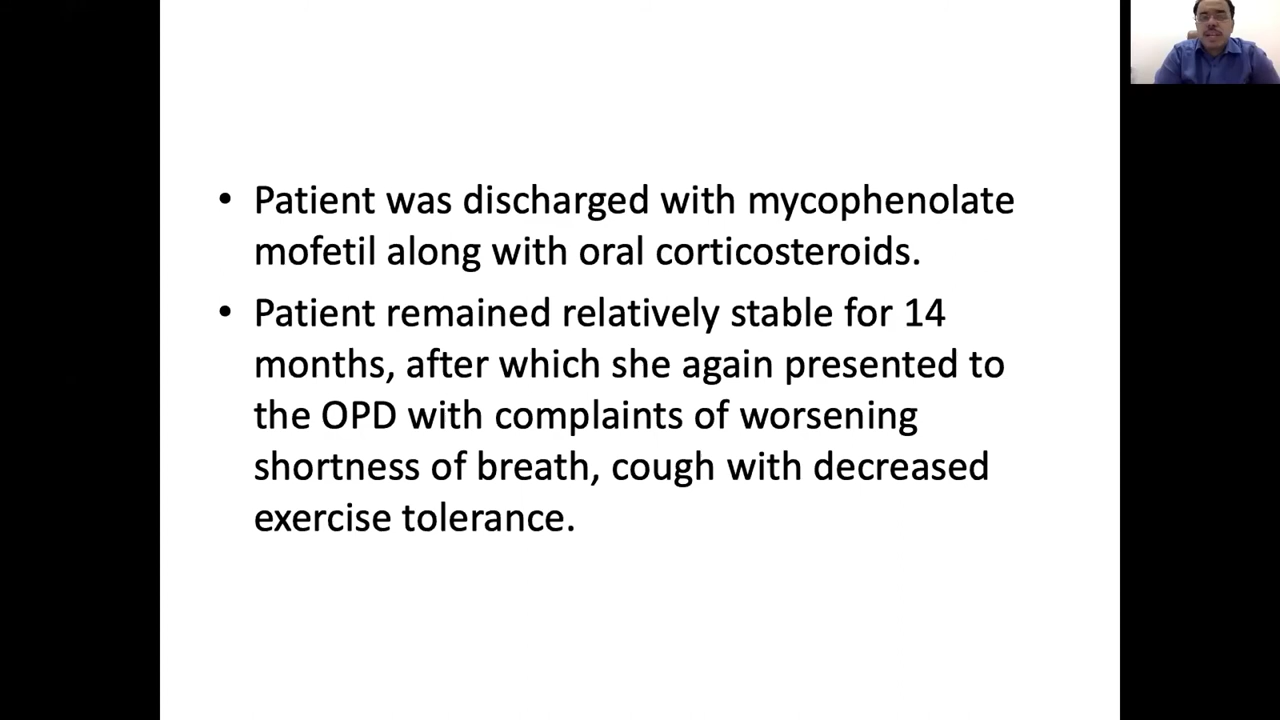 • Patient was discharged with mycophenolate
mofetil along with oral corticosteroids.
• Patient remained relatively stable for 14
months, after which she again presented to
the OPD with complaints of worsening
shortness of breath, cough with decreased
exercise tolerance.